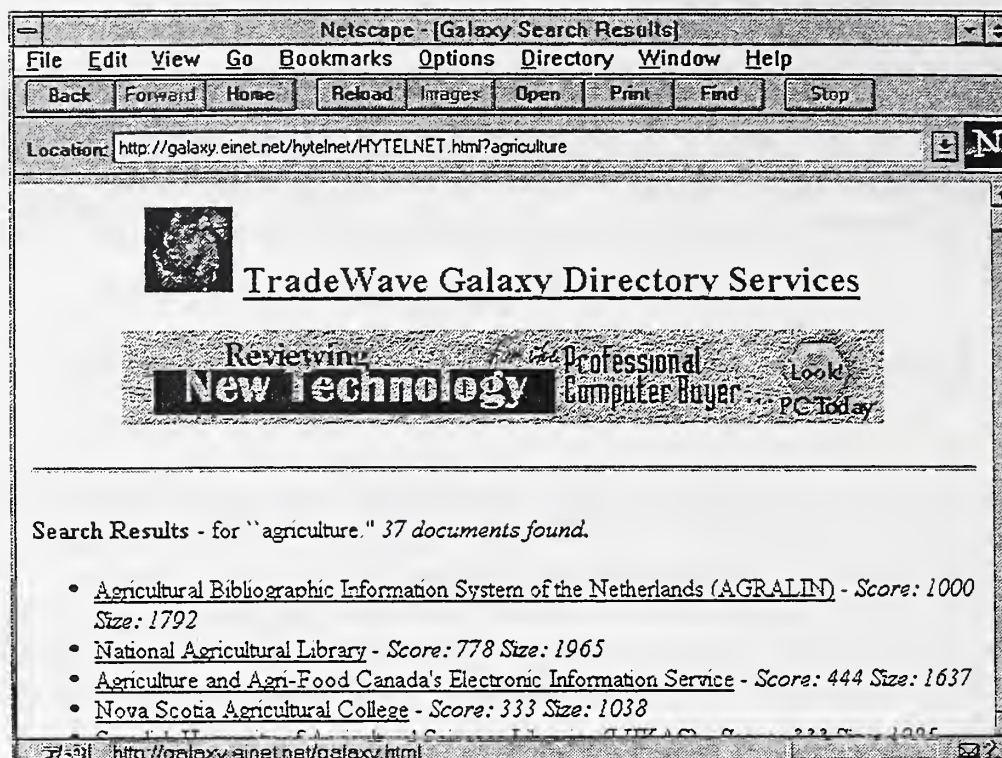 Netscape - [Galaxy Search Results]
File Edit View Go Bookmarks Options Directory Window Help
Back Forward Home Reload Images Open Print Find Stop
Location: http://galaxy.einet.net/hytelnet/HYTELNET.html?agriculture
N
TradeWave Galaxy Directory Services
Reviewing for the Professional
New Technology Computer Buyer ...
Look!
PC Today
Search Results - for ``agriculture." 37 documents found.
• Agricultural Bibliographic Information System of the Netherlands (AGRALIN) - Score: 1000
Size: 1792
• National Agricultural Library - Score: 778 Size: 1965
• Agriculture and Agri-Food Canada's Electronic Information Service - Score: 444 Size: 1637
• Nova Scotia Agricultural College - Score: 333 Size: 1038
http://galaxy.einet.net/galaxy.html